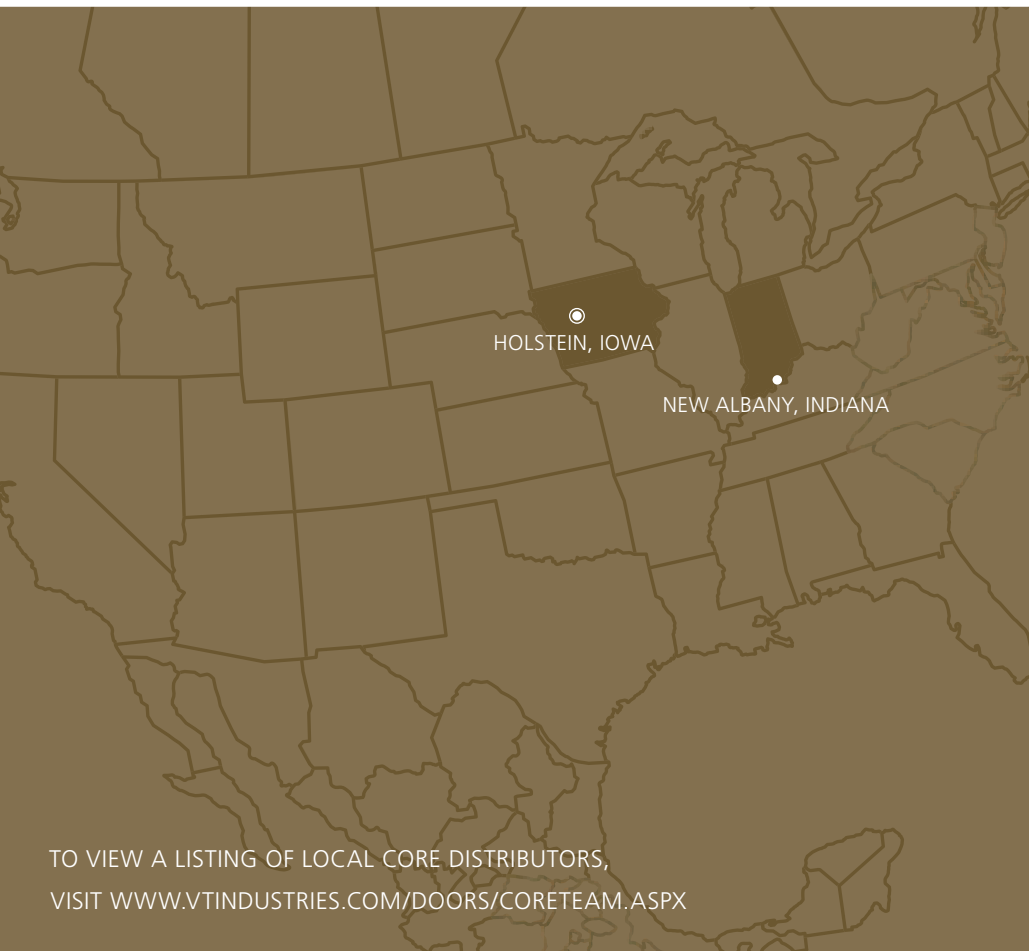 HOLSTEIN, IOWA
NEW ALBANY, INDIANA
TO VIEW A LISTING OF LOCAL CORE DISTRIBUTORS,
VISIT WWW.VTINDUSTRIES.COM/DOORS/CORETEAM.ASPX